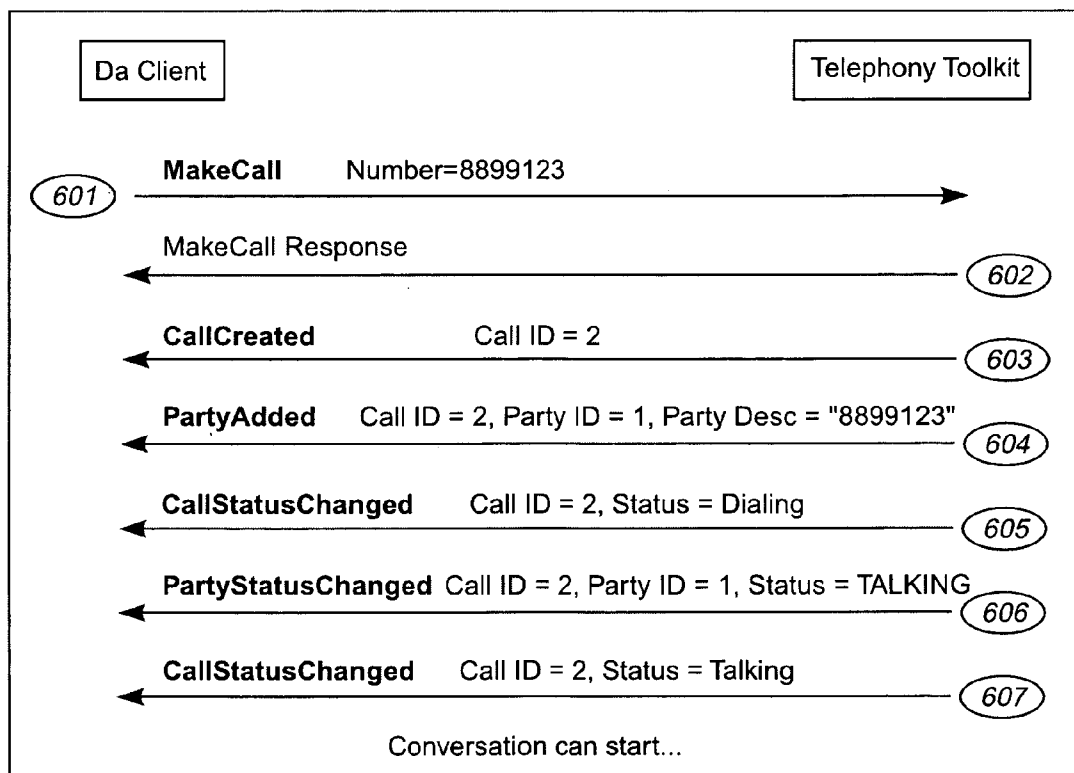 Da Client
Telephony Toolkit
MakeCall Number=8899123
601
MakeCall Response
602
CallCreated Call ID = 2
603
PartyAdded Call ID = 2, Party ID = 1, Party Desc = "8899123"
604
CallStatusChanged Call ID = 2, Status = Dialing
605
PartyStatusChanged Call ID = 2, Party ID = 1, Status = TALKING
606
CallStatusChanged Call ID = 2, Status = Talking
607
Conversation can start...